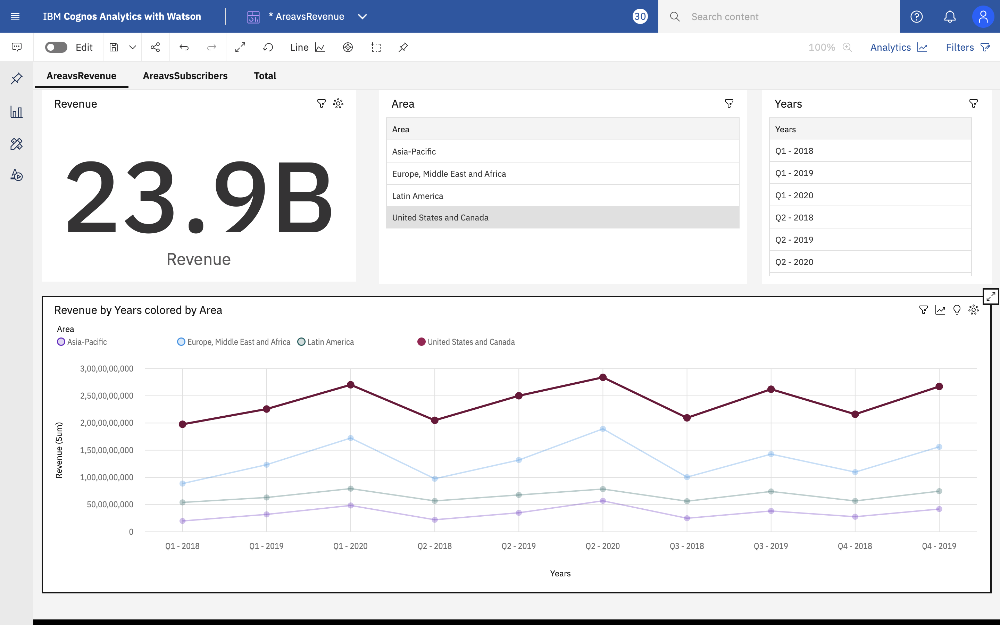 IBM Cognos Analytics with Watson
* AreavsRevenue
30
Search content
Edit
Line
100%
Analytics
Filters
AreavsRevenue
AreavsSubscribers
Total
Revenue
23.9B
Revenue
Area
Area
Asia-Pacific
Europe, Middle East and Africa
Latin America
United States and Canada
Years
Years
Q1 - 2018
Q1 - 2019
Q1 - 2020
Q2 - 2018
Q2 - 2019
Q2 - 2020
Revenue by Years colored by Area
Area
Asia-Pacific
Europe, Middle East and Africa
Latin America
United States and Canada
Revenue (Sum)
3,00,00,00,000
2,50,00,00,000
2,00,00,00,000
1,50,00,00,000
1,00,00,00,000
50,00,00,000
0
Q1 - 2018
Q1 - 2019
Q1 - 2020
Q2 - 2018
Q2 - 2019
Q2 - 2020
Q3 - 2018
Q3 - 2019
Q4 - 2018
Q4 - 2019
Years